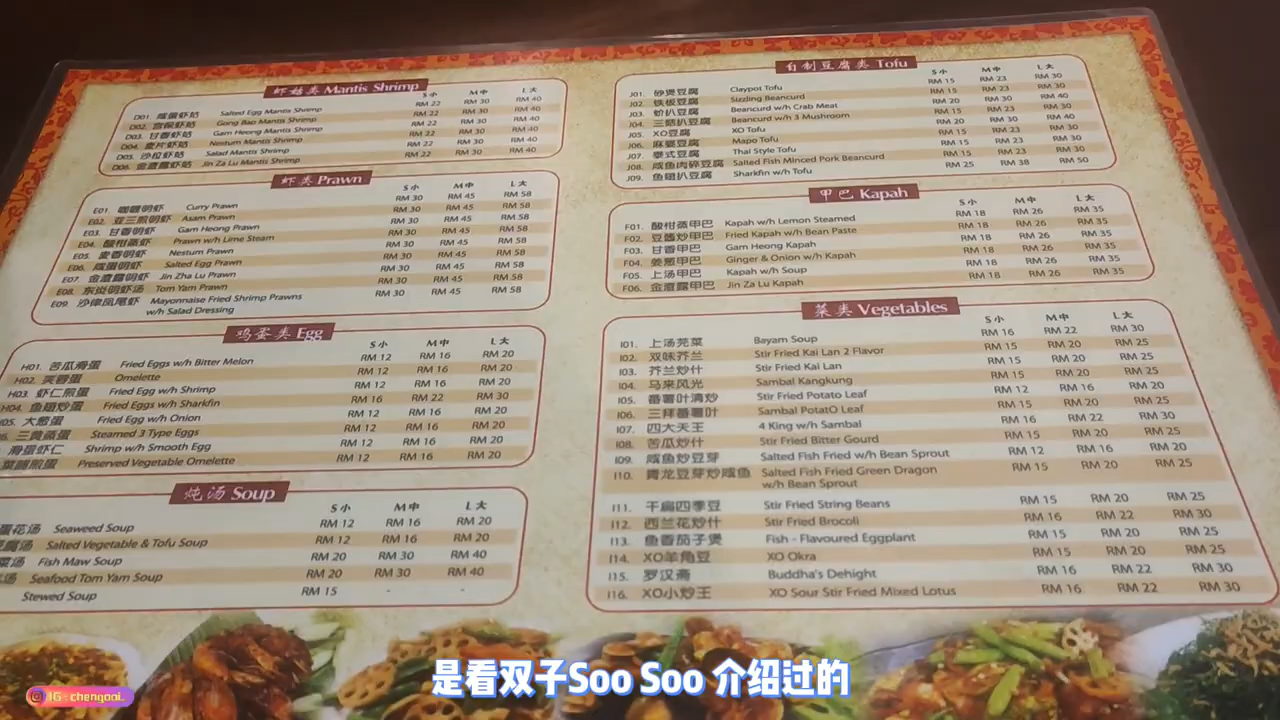 虾姑类 Mantis Shrimp
S小 M中 L大
D01. 咸蛋虾姑 Salted Egg Mantis Shrimp RM 22 RM 30 RM 40
D02. 宫保虾姑 Gong Bao Mantis Shrimp RM 22 RM 30 RM 40
D03. 甘香虾姑 Garn Heong Mantis Shrimp RM 22 RM 30 RM 40
D04. 麦片虾姑 Nestum Mantis Shrimp RM 22 RM 30 RM 40
D05. 沙拉虾姑 Salad Mantis Shrimp RM 22 RM 30 RM 40
D06. 金渣露虾姑 Jin Za Lu Mantis Shrimp RM 22 RM 30 RM 40
虾类 Prawn
S小 M中 L大
E01. 咖喱明虾 Curry Prawn RM 30 RM 45 RM 58
E02. 亚三煎明虾 Asam Prawn RM 30 RM 45 RM 58
E03. 甘香明虾 Garn Heong Prawn RM 30 RM 45 RM 58
E04. 酸柑蒸虾 Prawn w/h Lime Steam RM 30 RM 45 RM 58
E05. 麦香明虾 Nestum Prawn RM 30 RM 45 RM 58
E06. 咸蛋明虾 Salted Egg Prawn RM 30 RM 45 RM 58
E07. 金渣露明虾 Jin Zha Lu Prawn RM 30 RM 45 RM 58
E08. 东炎明虾汤 Tom Yam Prawn RM 30 RM 45 RM 58
E09. 沙律凤尾虾 Mayonnaise Fried Shrimp Prawns RM 30 RM 45 RM 58
w/h Salad Dressing
鸡蛋类 Egg
S小 M中 L大
H01. 苦瓜滑蛋 Fried Eggs w/h Bitter Melon RM 12 RM 16 RM 20
H02. 芙蓉蛋 Omelette RM 12 RM 16 RM 20
H03. 虾仁煎蛋 Fried Egg w/h Shrimp RM 16 RM 22 RM 30
H04. 鱼翅炒蛋 Fried Eggs w/h Sharkfin RM 16 RM 22 RM 30
H05. 大葱蛋 Fried Egg w/h Onion RM 12 RM 16 RM 20
三黄蒸蛋 Steamed 3 Type Eggs RM 12 RM 16 RM 20
滑蛋虾仁 Shrimp w/h Smooth Egg
菜脯煎蛋 Preserved Vegetable Omelette RM 12 RM 16 RM 20
炖汤 Soup
S小 M中 L大
蛋花汤 Seaweed Soup RM 12 RM 16 RM 20
Salted Vegetable & Tofu Soup RM 12 RM 16 RM 20
Fish Maw Soup RM 20 RM 30 RM 40
Seafood Tom Yam Soup RM 20 RM 30 RM 40
Stewed Soup RM 15 - -
自制豆腐类 Tofu
S小 M中 L大
J01. 砂煲豆腐 Claypot Tofu RM 15 RM 23 RM 30
J02. 铁板豆腐 Sizzling Beancurd RM 15 RM 23 RM 30
J03. 蚧扒豆腐 Beancurd w/h Crab Meat RM 20 RM 30 RM 40
J04. 三菇扒豆腐 Beancurd w/h 3 Mushroom RM 15 RM 23 RM 30
J05. XO豆腐 XO Tofu RM 20 RM 30 RM 40
J06. 麻婆豆腐 Mapo Tofu RM 15 RM 23 RM 30
J07. 泰式豆腐 Thai Style Tofu RM 15 RM 23 RM 30
J08. 咸鱼肉碎豆腐 Salted Fish Minced Pork Beancurd RM 15 RM 23 RM 30
J09. 鱼翅扒豆腐 Sharkfin w/h Tofu RM 25 RM 38 RM 50
甲巴 Kapah
S小 M中 L大
F01. 酸柑蒸甲巴 Kapah w/h Lemon Steamed RM 18 RM 26 RM 35
F02. 豆酱炒甲巴 Fried Kapah w/h Bean Paste RM 18 RM 26 RM 35
F03. 甘香甲巴 Garn Heong Kapah RM 18 RM 26 RM 35
F04. 姜葱甲巴 Ginger & Onion w/h Kapah RM 18 RM 26 RM 35
F05. 上汤甲巴 Kapah w/h Soup RM 18 RM 26 RM 35
F06. 金渣露甲巴 Jin Za Lu Kapah RM 18 RM 26 RM 35
菜类 Vegetables
S小 M中 L大
I01. 上汤苋菜 Bayam Soup RM 16 RM 22 RM 30
I02. 双味芥兰 Stir Fried Kai Lan 2 Flavor RM 15 RM 20 RM 25
I03. 芥兰炒什 Stir Fried Kai Lan RM 15 RM 20 RM 25
I04. 马来风光 Sambal Kangkung RM 15 RM 20 RM 25
I05. 番薯叶清炒 Stir Fried Potato Leaf RM 12 RM 16 RM 20
I06. 三拜番薯叶 Sambal PotatO Leaf RM 15 RM 20 RM 25
I07. 四大天王 4 King w/h Sambal RM 16 RM 22 RM 30
I08. 苦瓜炒什 Stir Fried Bitter Gourd RM 15 RM 20 RM 25
I09. 咸鱼炒豆芽 Salted Fish Fried w/h Bean Sprout RM 12 RM 16 RM 20
I10. 青龙豆芽炒咸鱼 Salted Fish Fried Green Dragon RM 15 RM 20 RM 25
w/h Bean Sprout
I11. 干扁四季豆 Stir Fried String Beans RM 15 RM 20 RM 25
I12. 西兰花炒什 Stir Fried Brocoli RM 16 RM 22 RM 30
I13. 鱼香茄子煲 Fish - Flavoured Eggplant RM 15 RM 20 RM 25
I14. XO羊角豆 XO Okra RM 15 RM 20 RM 25
I15. 罗汉斋 Buddha's Dehight RM 16 RM 22 RM 30
I16. XO小炒王 XO Sour Stir Fried Mixed Lotus RM 16 RM 22 RM 30
是看双子Soo Soo 介绍过的
IG : chengooi_